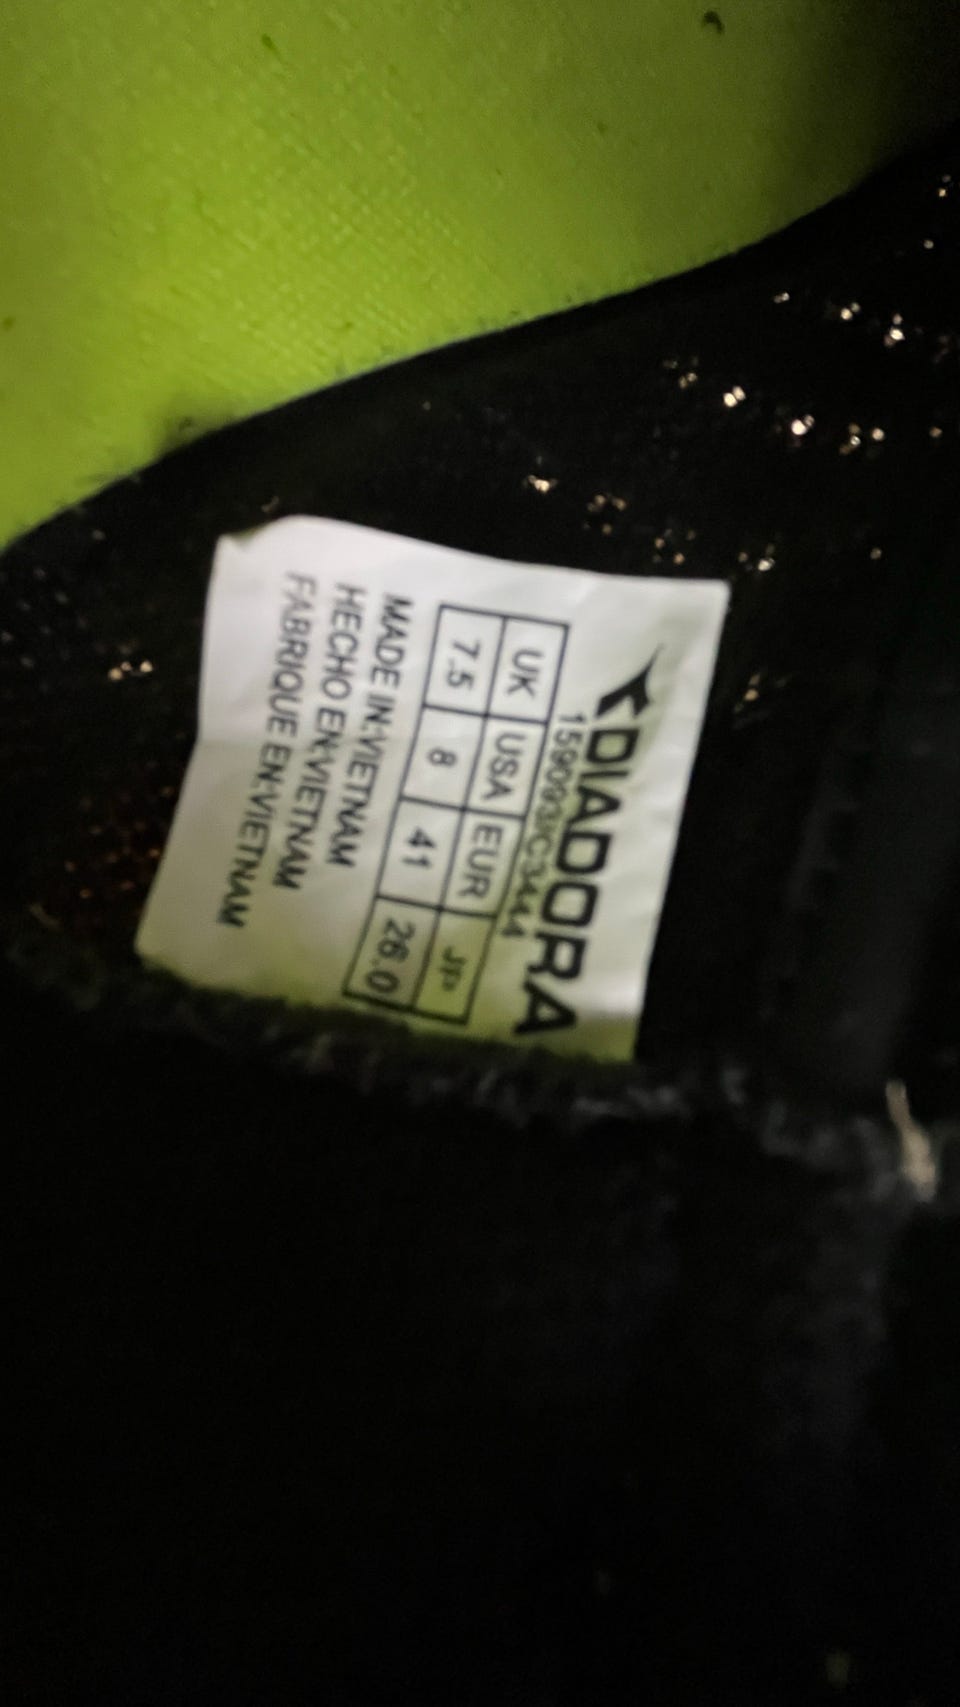 DIADORA
UK USA EUR JP
7.5 8 41 26.0
MADE IN:VIETNAM
HECHO EN:VIETNAM
FABRIQUE EN:VIETNAM